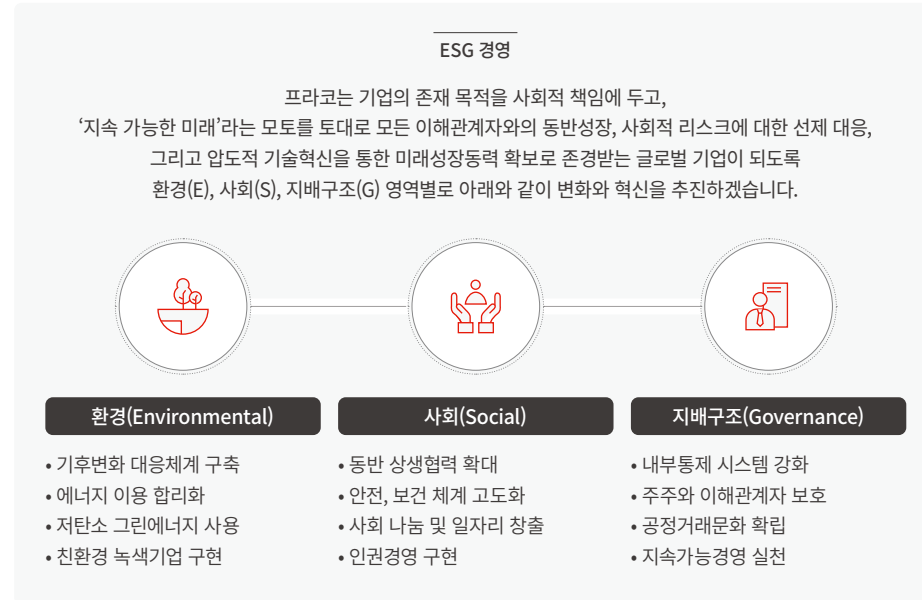 ESG 경영
프라코는 기업의 존재 목적을 사회적 책임에 두고,
‘지속 가능한 미래’라는 모토를 토대로 모든 이해관계자와의 동반성장, 사회적 리스크에 대한 선제 대응,
그리고 압도적 기술혁신을 통한 미래성장동력 확보로 존경받는 글로벌 기업이 되도록
환경(E), 사회(S), 지배구조(G) 영역별로 아래와 같이 변화와 혁신을 추진하겠습니다.
환경(Environmental)
• 기후변화 대응체계 구축
• 에너지 이용 합리화
• 저탄소 그린에너지 사용
• 친환경 녹색기업 구현
사회(Social)
• 동반 상생협력 확대
• 안전, 보건 체계 고도화
• 사회 나눔 및 일자리 창출
• 인권경영 구현
지배구조(Governance)
• 내부통제 시스템 강화
• 주주와 이해관계자 보호
• 공정거래문화 확립
• 지속가능경영 실천